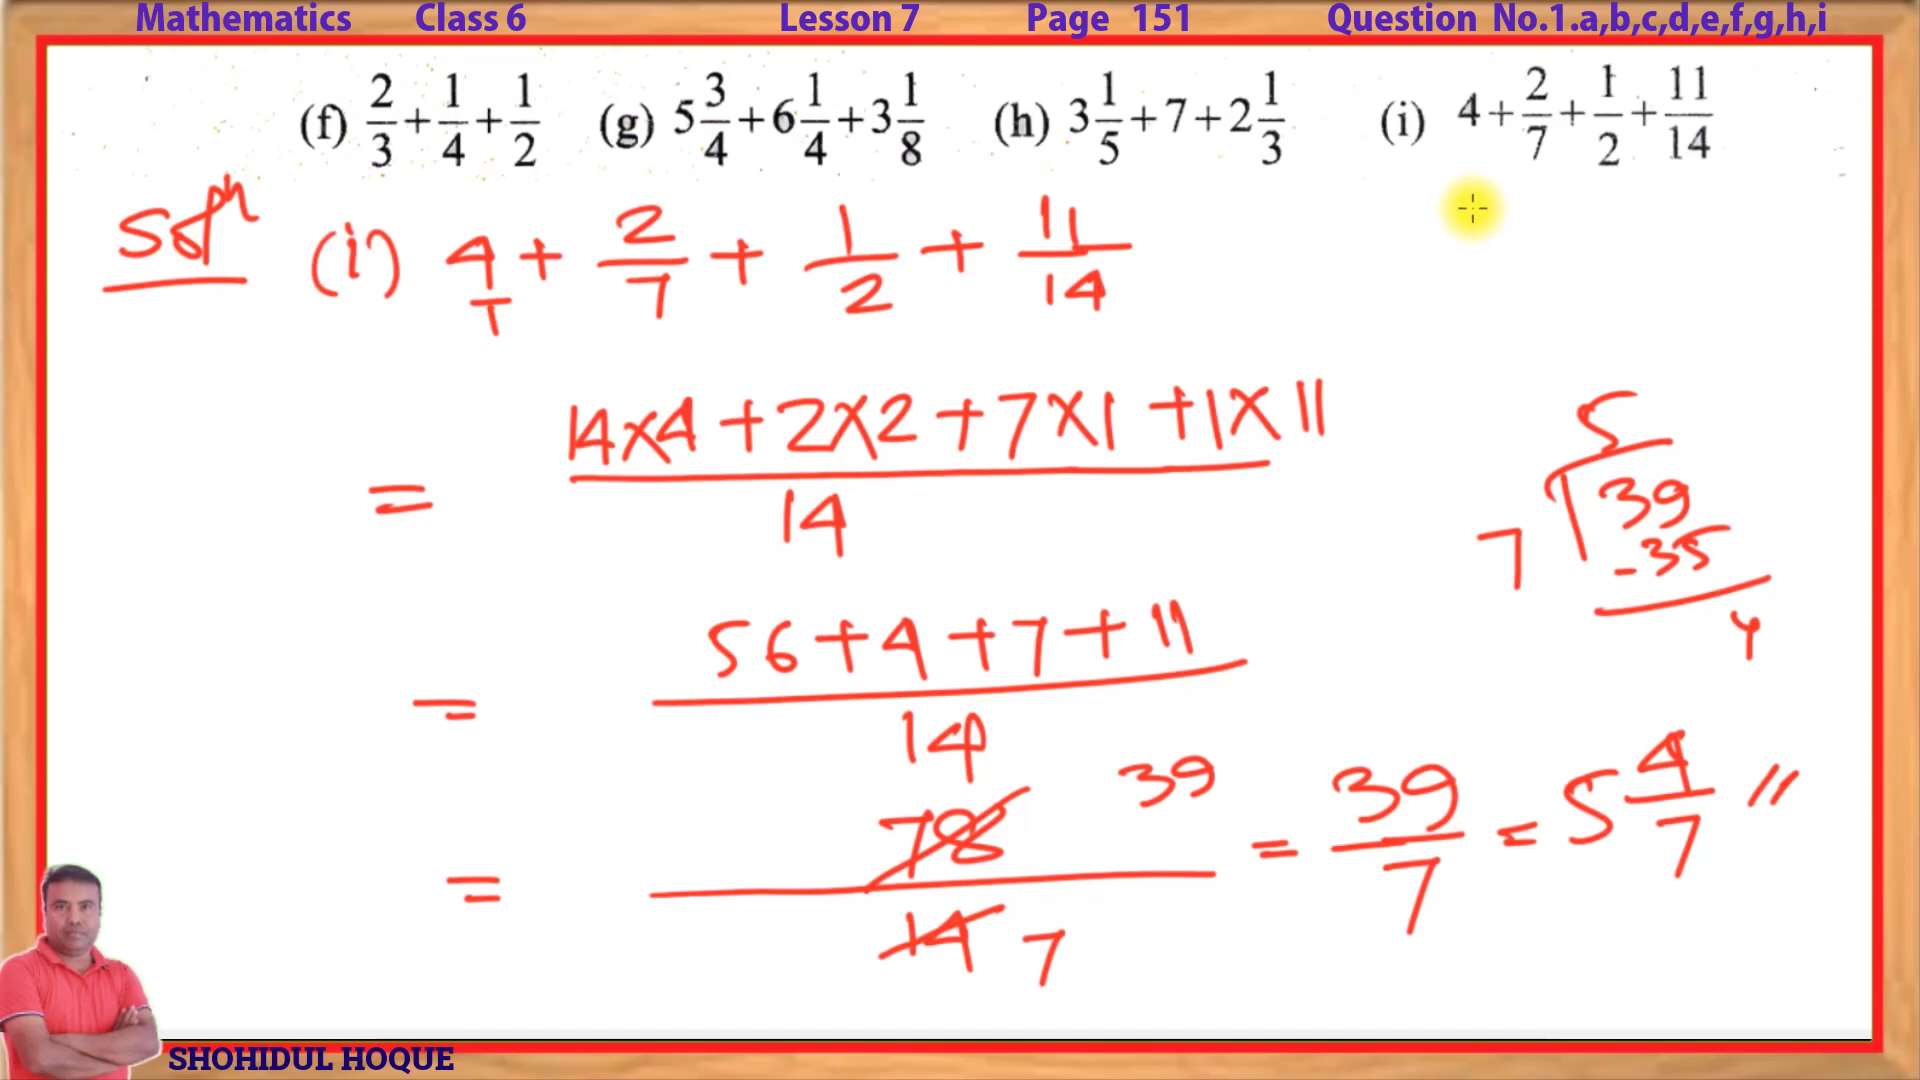 Mathematics Class 6 Lesson 7 Page 151 Question No.1.a,b,c,d,e,f,g,h,i
(f) 2/3 + 1/4 + 1/2 (g) 5 3/4 + 6 1/4 + 3 1/8 (h) 3 1/5 + 7 + 2 1/3 (i) 4 + 2/7 + 1/2 + 11/14
Solⁿ (i) 4/1 + 2/7 + 1/2 + 11/14
= (14×4 + 2×2 + 7×1 + 1×11)/14
5
7 39
-35
4
= (56+4+7+11)/14
= 78/14 39 7 = 39/7 = 5 4/7 //
SHOHIDUL HOQUE